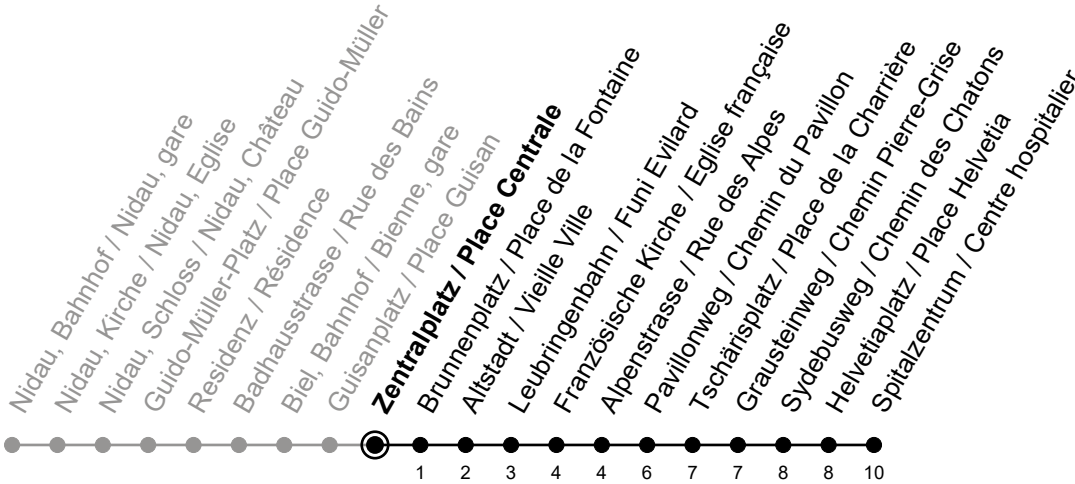 Nidau, Bahnhof / Nidau, gare
Nidau, Kirche / Nidau, Eglise
Nidau, Schloss / Nidau, Château
Guido-Müller-Platz / Place Guido-Müller
Residenz / Résidence
Badhausstrasse / Rue des Bains
Biel, Bahnhof / Bienne, gare
Guisanplatz / Place Guisan
Zentralplatz / Place Centrale
Brunnenplatz / Place de la Fontaine
Altstadt / Vieille Ville
Leubringenbahn / Funi Evilard
Französische Kirche / Eglise française
Alpenstrasse / Rue des Alpes
Pavillonweg / Chemin du Pavillon
Tschärisplatz / Place de la Charrière
Grausteinweg / Chemin Pierre-Grise
Sydebusweg / Chemin des Chatons
Helvetiaplatz / Place Helvetia
Spitalzentrum / Centre hospitalier
1 2 3 4 4 6 7 7 8 8 10